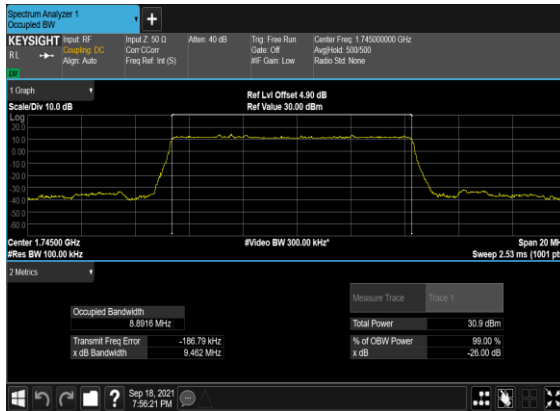 Spectrum Analyzer 1
Occupied BW
KEYSIGHT Input: RF Input Z: 50 Ω Atten: 40 dB Trig: Free Run Center Freq: 1.745000000 GHz
RL Coupling: DC Corr CCorr Gate: Off Avg|Hold: 500/500
Align: Auto Freq Ref: Int (S) #IF Gain: Low Radio Std: None
1 Graph
Ref Lvl Offset 4.90 dB
Scale/Div 10.0 dB Ref Value 30.00 dBm
Log
20.0
10.0
0.00
-10.0
-20.0
-30.0
-40.0
-50.0
-60.0
Center 1.74500 GHz #Video BW 300.00 kHz* Span 20 MH
#Res BW 100.00 kHz Sweep 2.53 ms (1001 pt
2 Metrics
Measure Trace Trace 1
Occupied Bandwidth
8.8916 MHz Total Power 30.9 dBm
Transmit Freq Error -186.79 kHz % of OBW Power 99.00 %
x dB Bandwidth 9.462 MHz x dB -26.00 dB
? Sep 18, 2021
7:56:21 PM